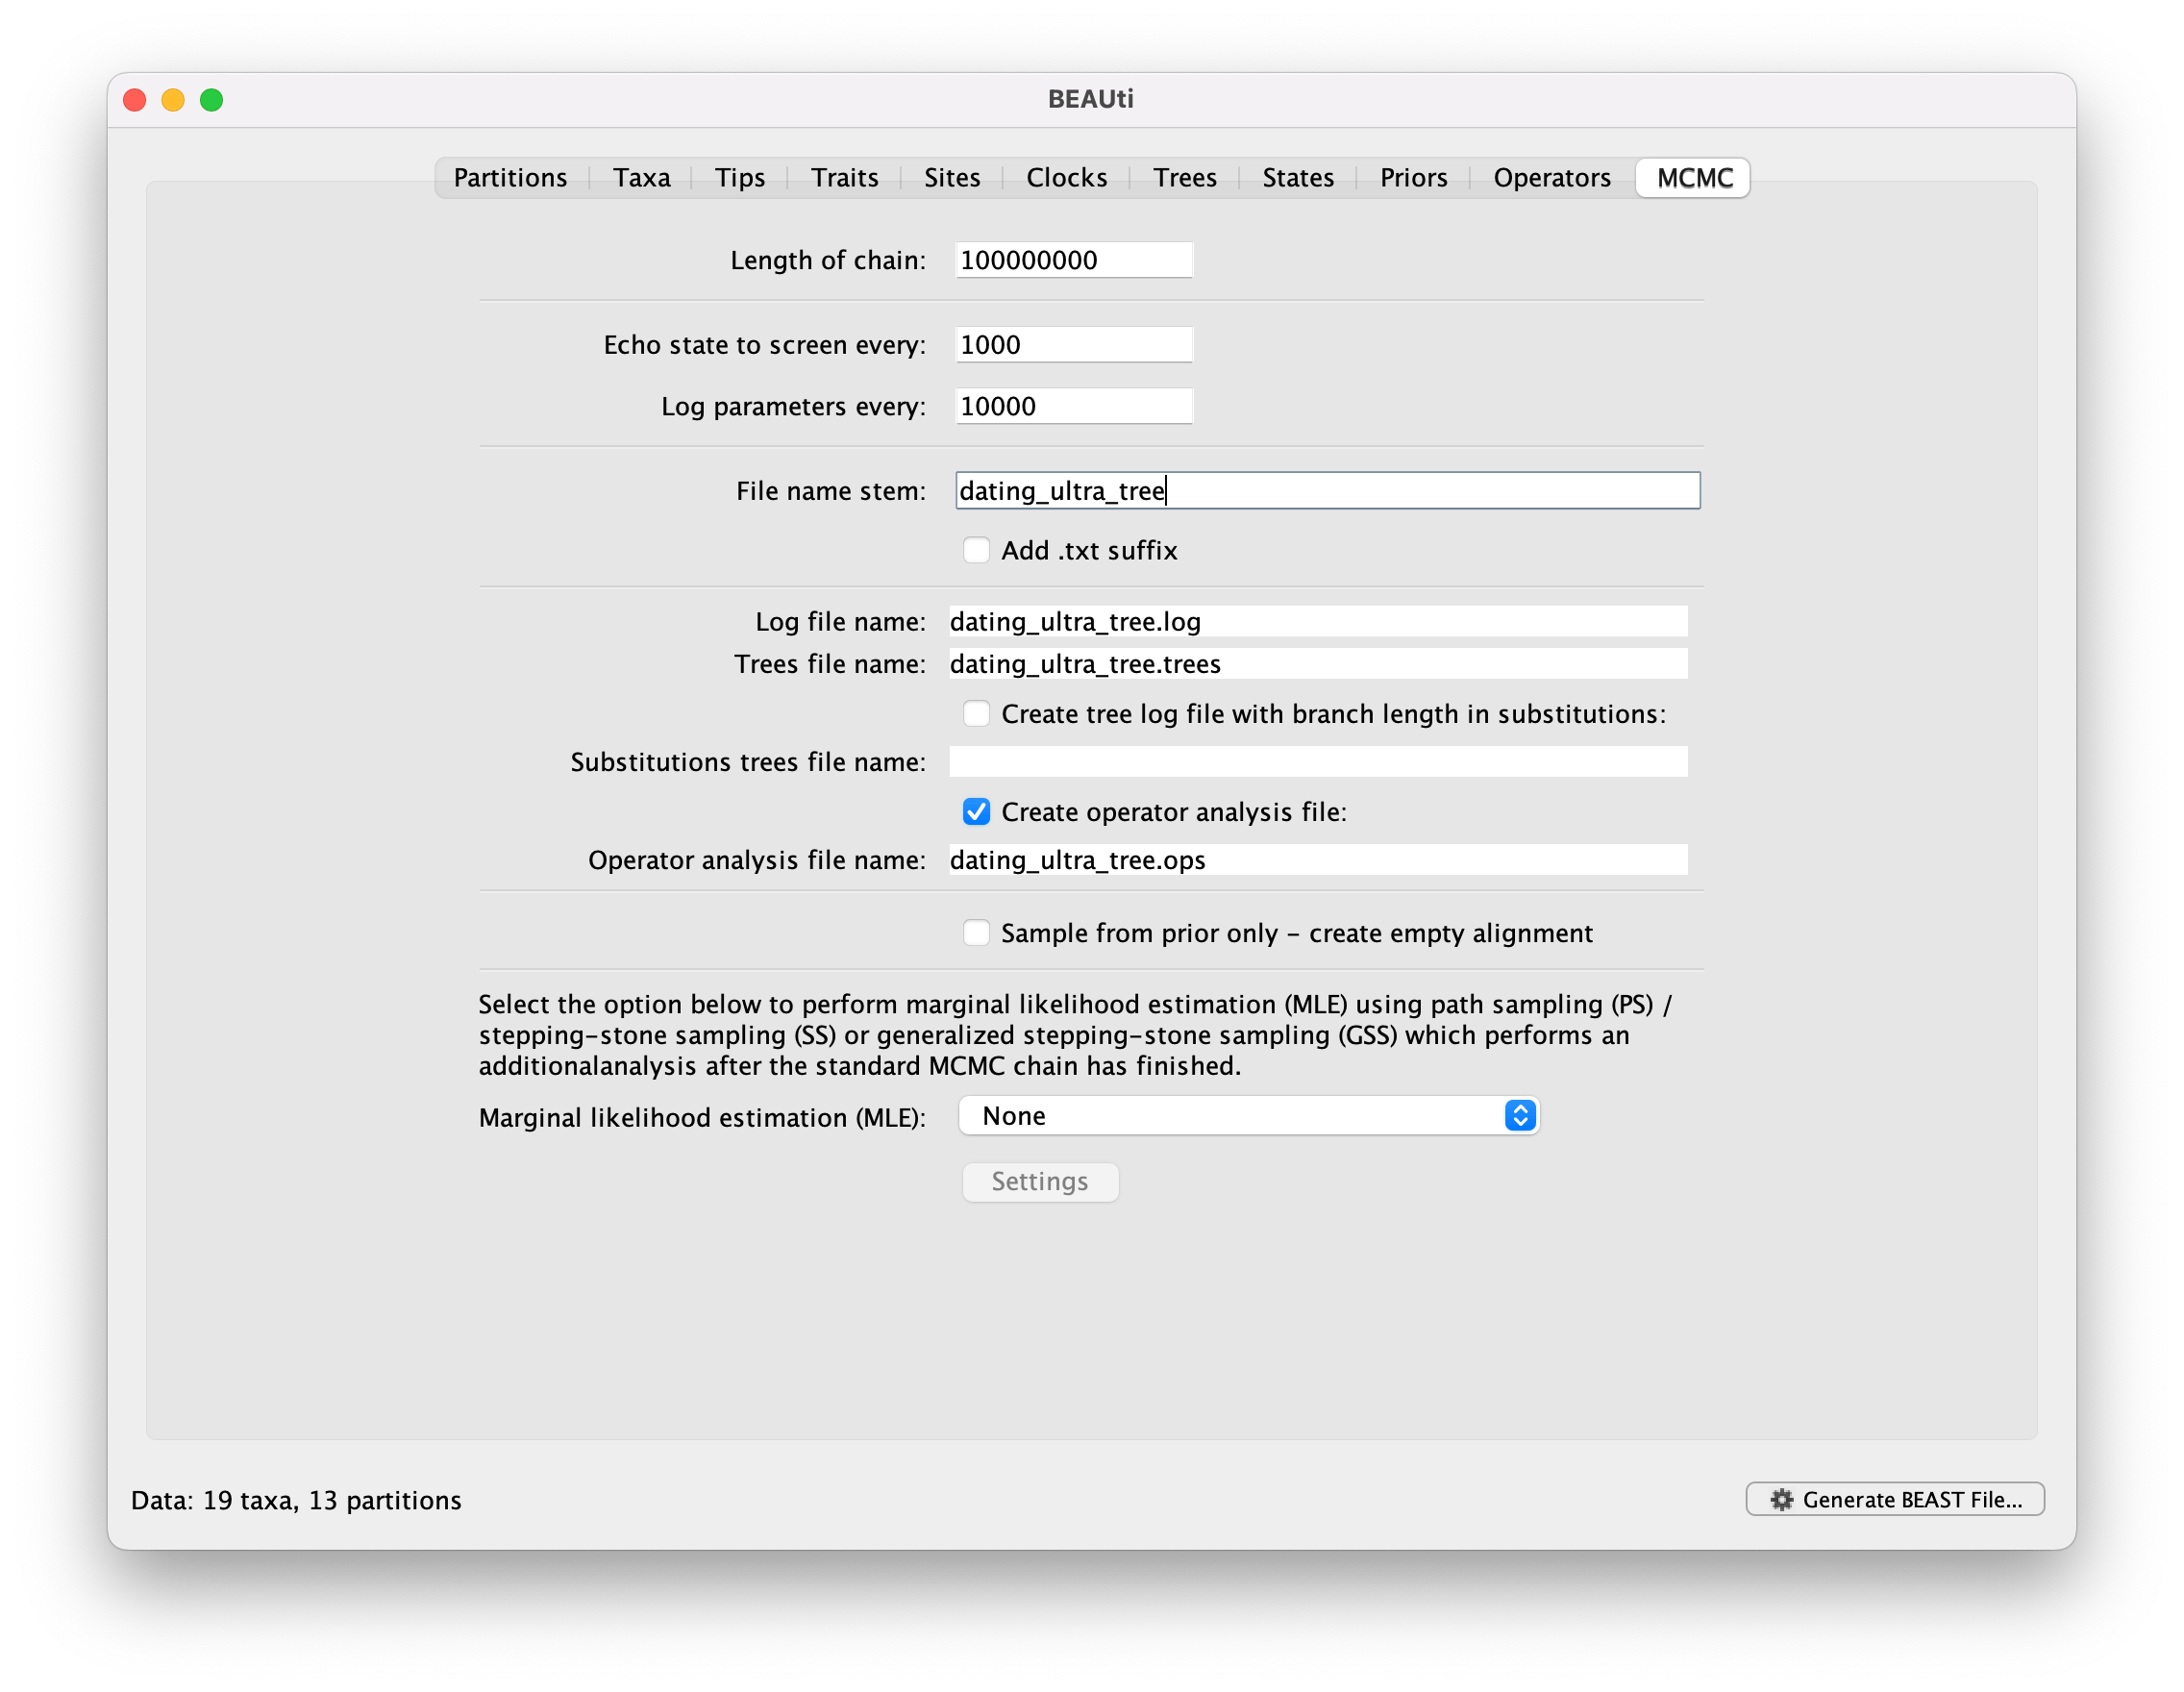 BEAUti
Partitions Taxa Tips Traits Sites Clocks Trees States Priors Operators MCMC
Length of chain: 100000000
Echo state to screen every: 1000
Log parameters every: 10000
File name stem: dating_ultra_tree
Add .txt suffix
Log file name: dating_ultra_tree.log
Trees file name: dating_ultra_tree.trees
Create tree log file with branch length in substitutions:
Substitutions trees file name:
Create operator analysis file:
Operator analysis file name: dating_ultra_tree.ops
Sample from prior only - create empty alignment
Select the option below to perform marginal likelihood estimation (MLE) using path sampling (PS) /
stepping-stone sampling (SS) or generalized stepping-stone sampling (GSS) which performs an
additionalanalysis after the standard MCMC chain has finished.
Marginal likelihood estimation (MLE): None
Settings
Data: 19 taxa, 13 partitions
Generate BEAST File...